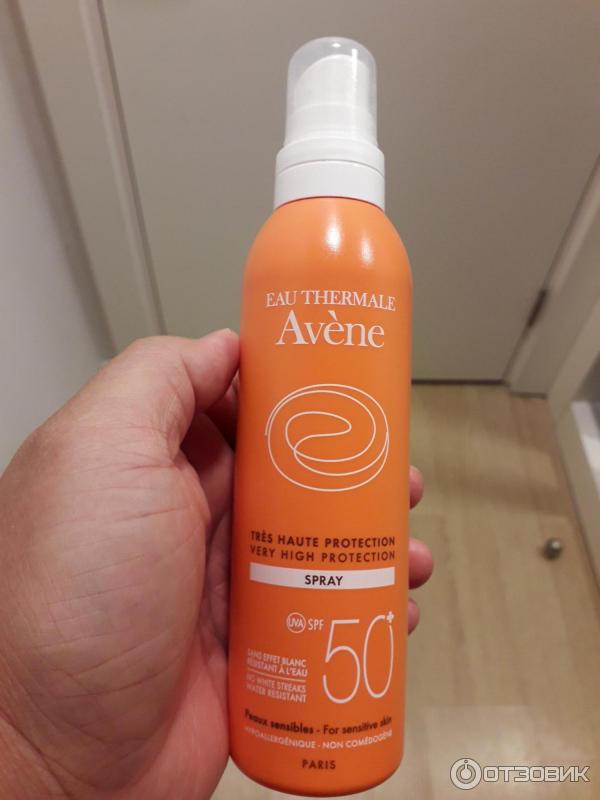 EAU THERMALE
Avène
TRÈS HAUTE PROTECTION
VERY HIGH PROTECTION
SPRAY
UVA SPF 50+
SANS EFFET BLANC
RÉSISTANT À L'EAU
NO WHITE STREAKS
WATER RESISTANT
Peaux sensibles - For sensitive skin
HYPOALLERGÉNIQUE - NON COMÉDOGÈNE
PARIS
ОТЗОВИК